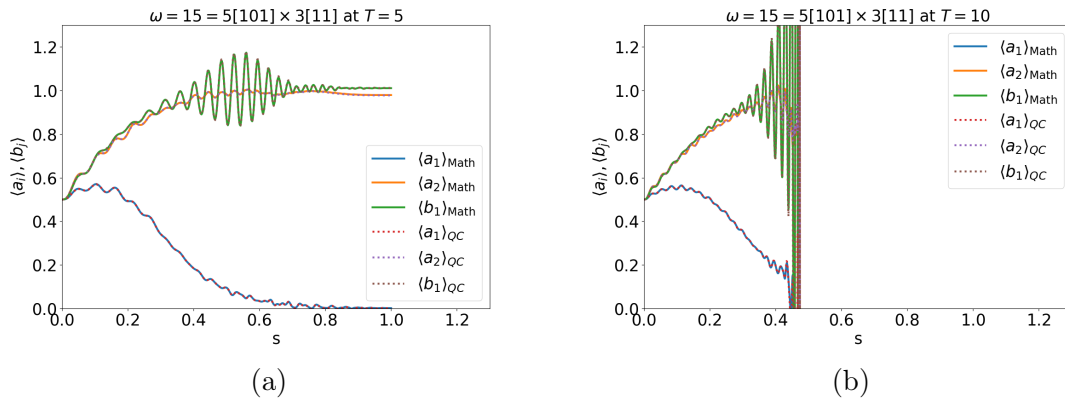 ω = 15 = 5[101] × 3[11] at T = 5
⟨a_i⟩, ⟨b_j⟩
1.2
1.0
0.8
0.6
0.4
0.2
0.0
0.0 0.2 0.4 0.6 0.8 1.0 1.2
s
⟨a_1⟩_Math
⟨a_2⟩_Math
⟨b_1⟩_Math
⟨a_1⟩_QC
⟨a_2⟩_QC
⟨b_1⟩_QC
(a)
ω = 15 = 5[101] × 3[11] at T = 10
⟨a_i⟩, ⟨b_j⟩
1.2
1.0
0.8
0.6
0.4
0.2
0.0
0.0 0.2 0.4 0.6 0.8 1.0 1.2
s
⟨a_1⟩_Math
⟨a_2⟩_Math
⟨b_1⟩_Math
⟨a_1⟩_QC
⟨a_2⟩_QC
⟨b_1⟩_QC
(b)